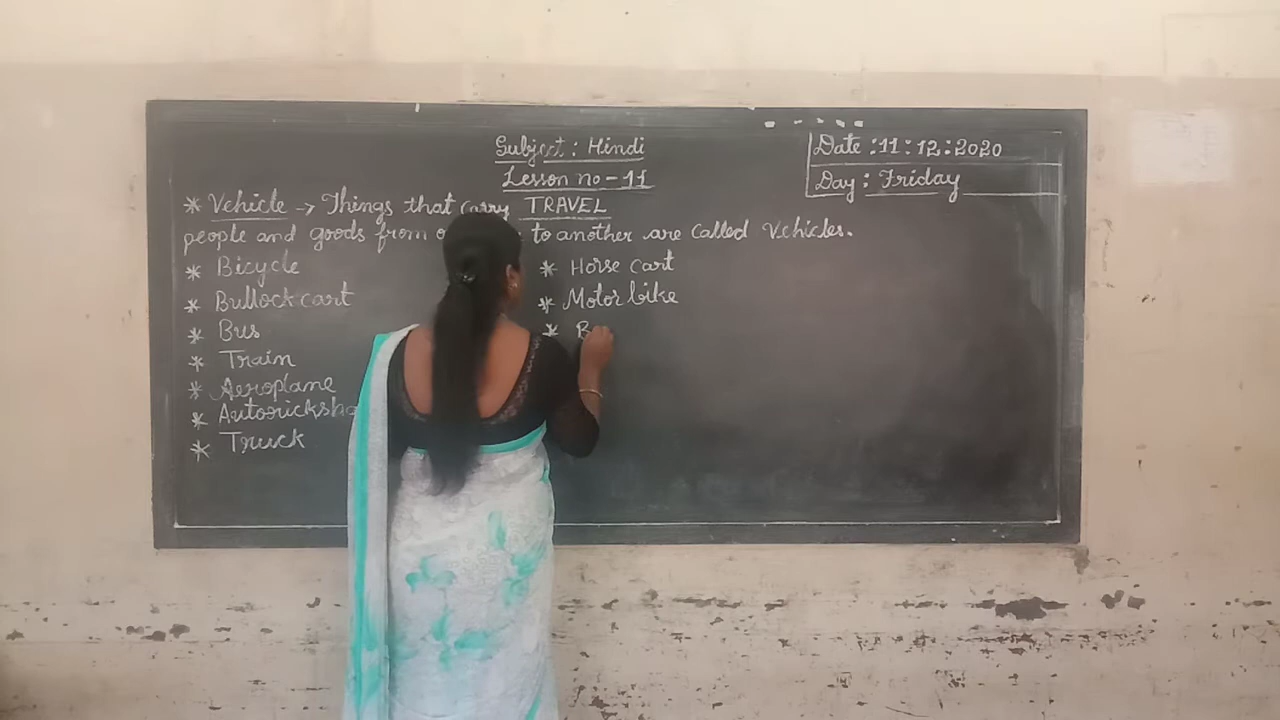 Subject : Hindi
Lesson no - 11
Date : 11 : 12 : 2020
Day : Friday
* Vehicle → Things that carry TRAVEL
people and goods from to another are called Vehicles.
* Bicycle
* Bullock cart
* Bus
* Train
* Aeroplane
* Autoricksha
* Truck
* Horse cart
* Motor bike
* B